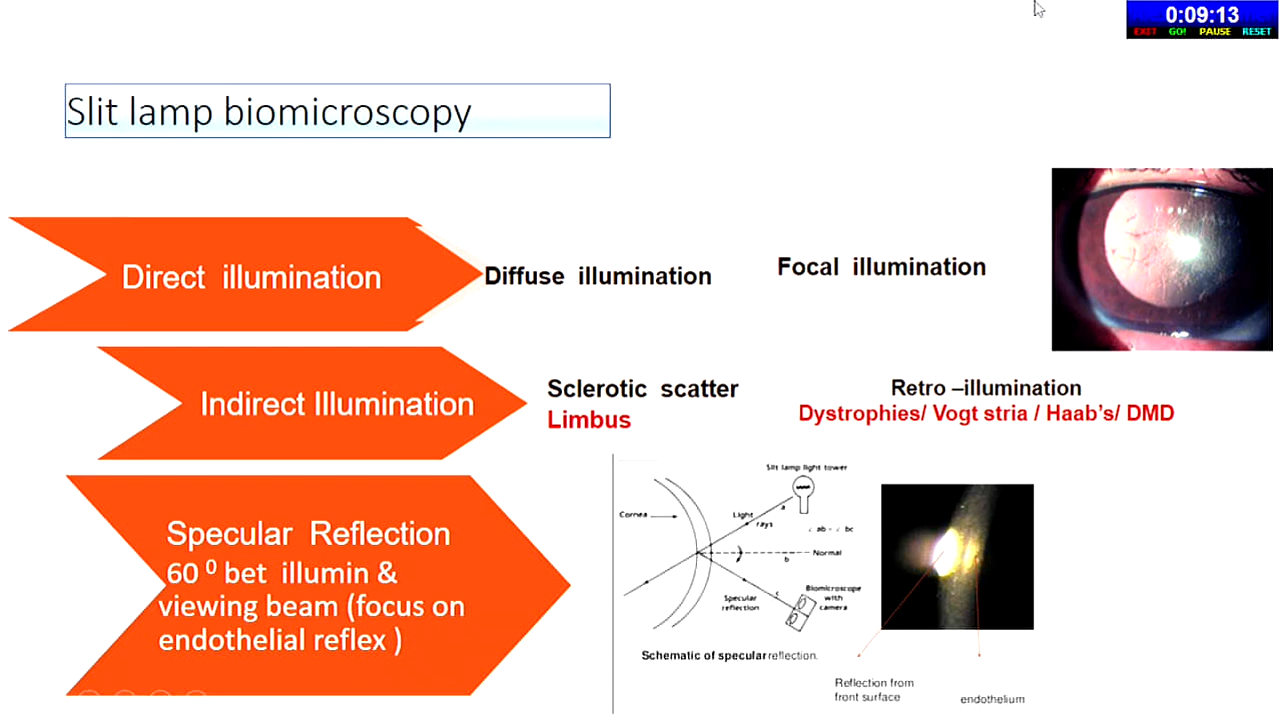 0:09:13
EXIT GO! PAUSE RESET
Slit lamp biomicroscopy
Direct illumination
Diffuse illumination
Focal illumination
Indirect Illumination
Sclerotic scatter
Limbus
Retro –illumination
Dystrophies/ Vogt stria / Haab's/ DMD
Specular Reflection
60 ⁰ bet illumin &
viewing beam (focus on
endothelial reflex )
Slit lamp light tower
Cornea
Light
rays
a
∠ ab = ∠ bc
Normal
b
Specular
reflection
c
Biomicroscope
with
camera
Schematic of specular reflection.
Reflection from
front surface
endothelium